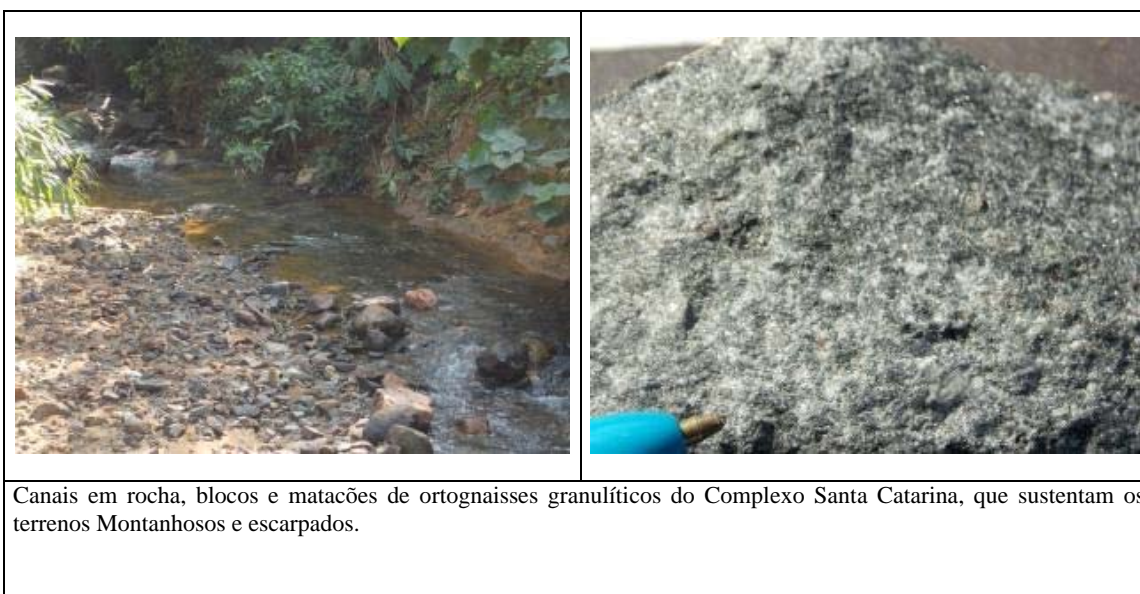 Canais em rocha, blocos e matacões de ortognaisses granulíticos do Complexo Santa Catarina, que sustentam os
terrenos Montanhosos e escarpados.